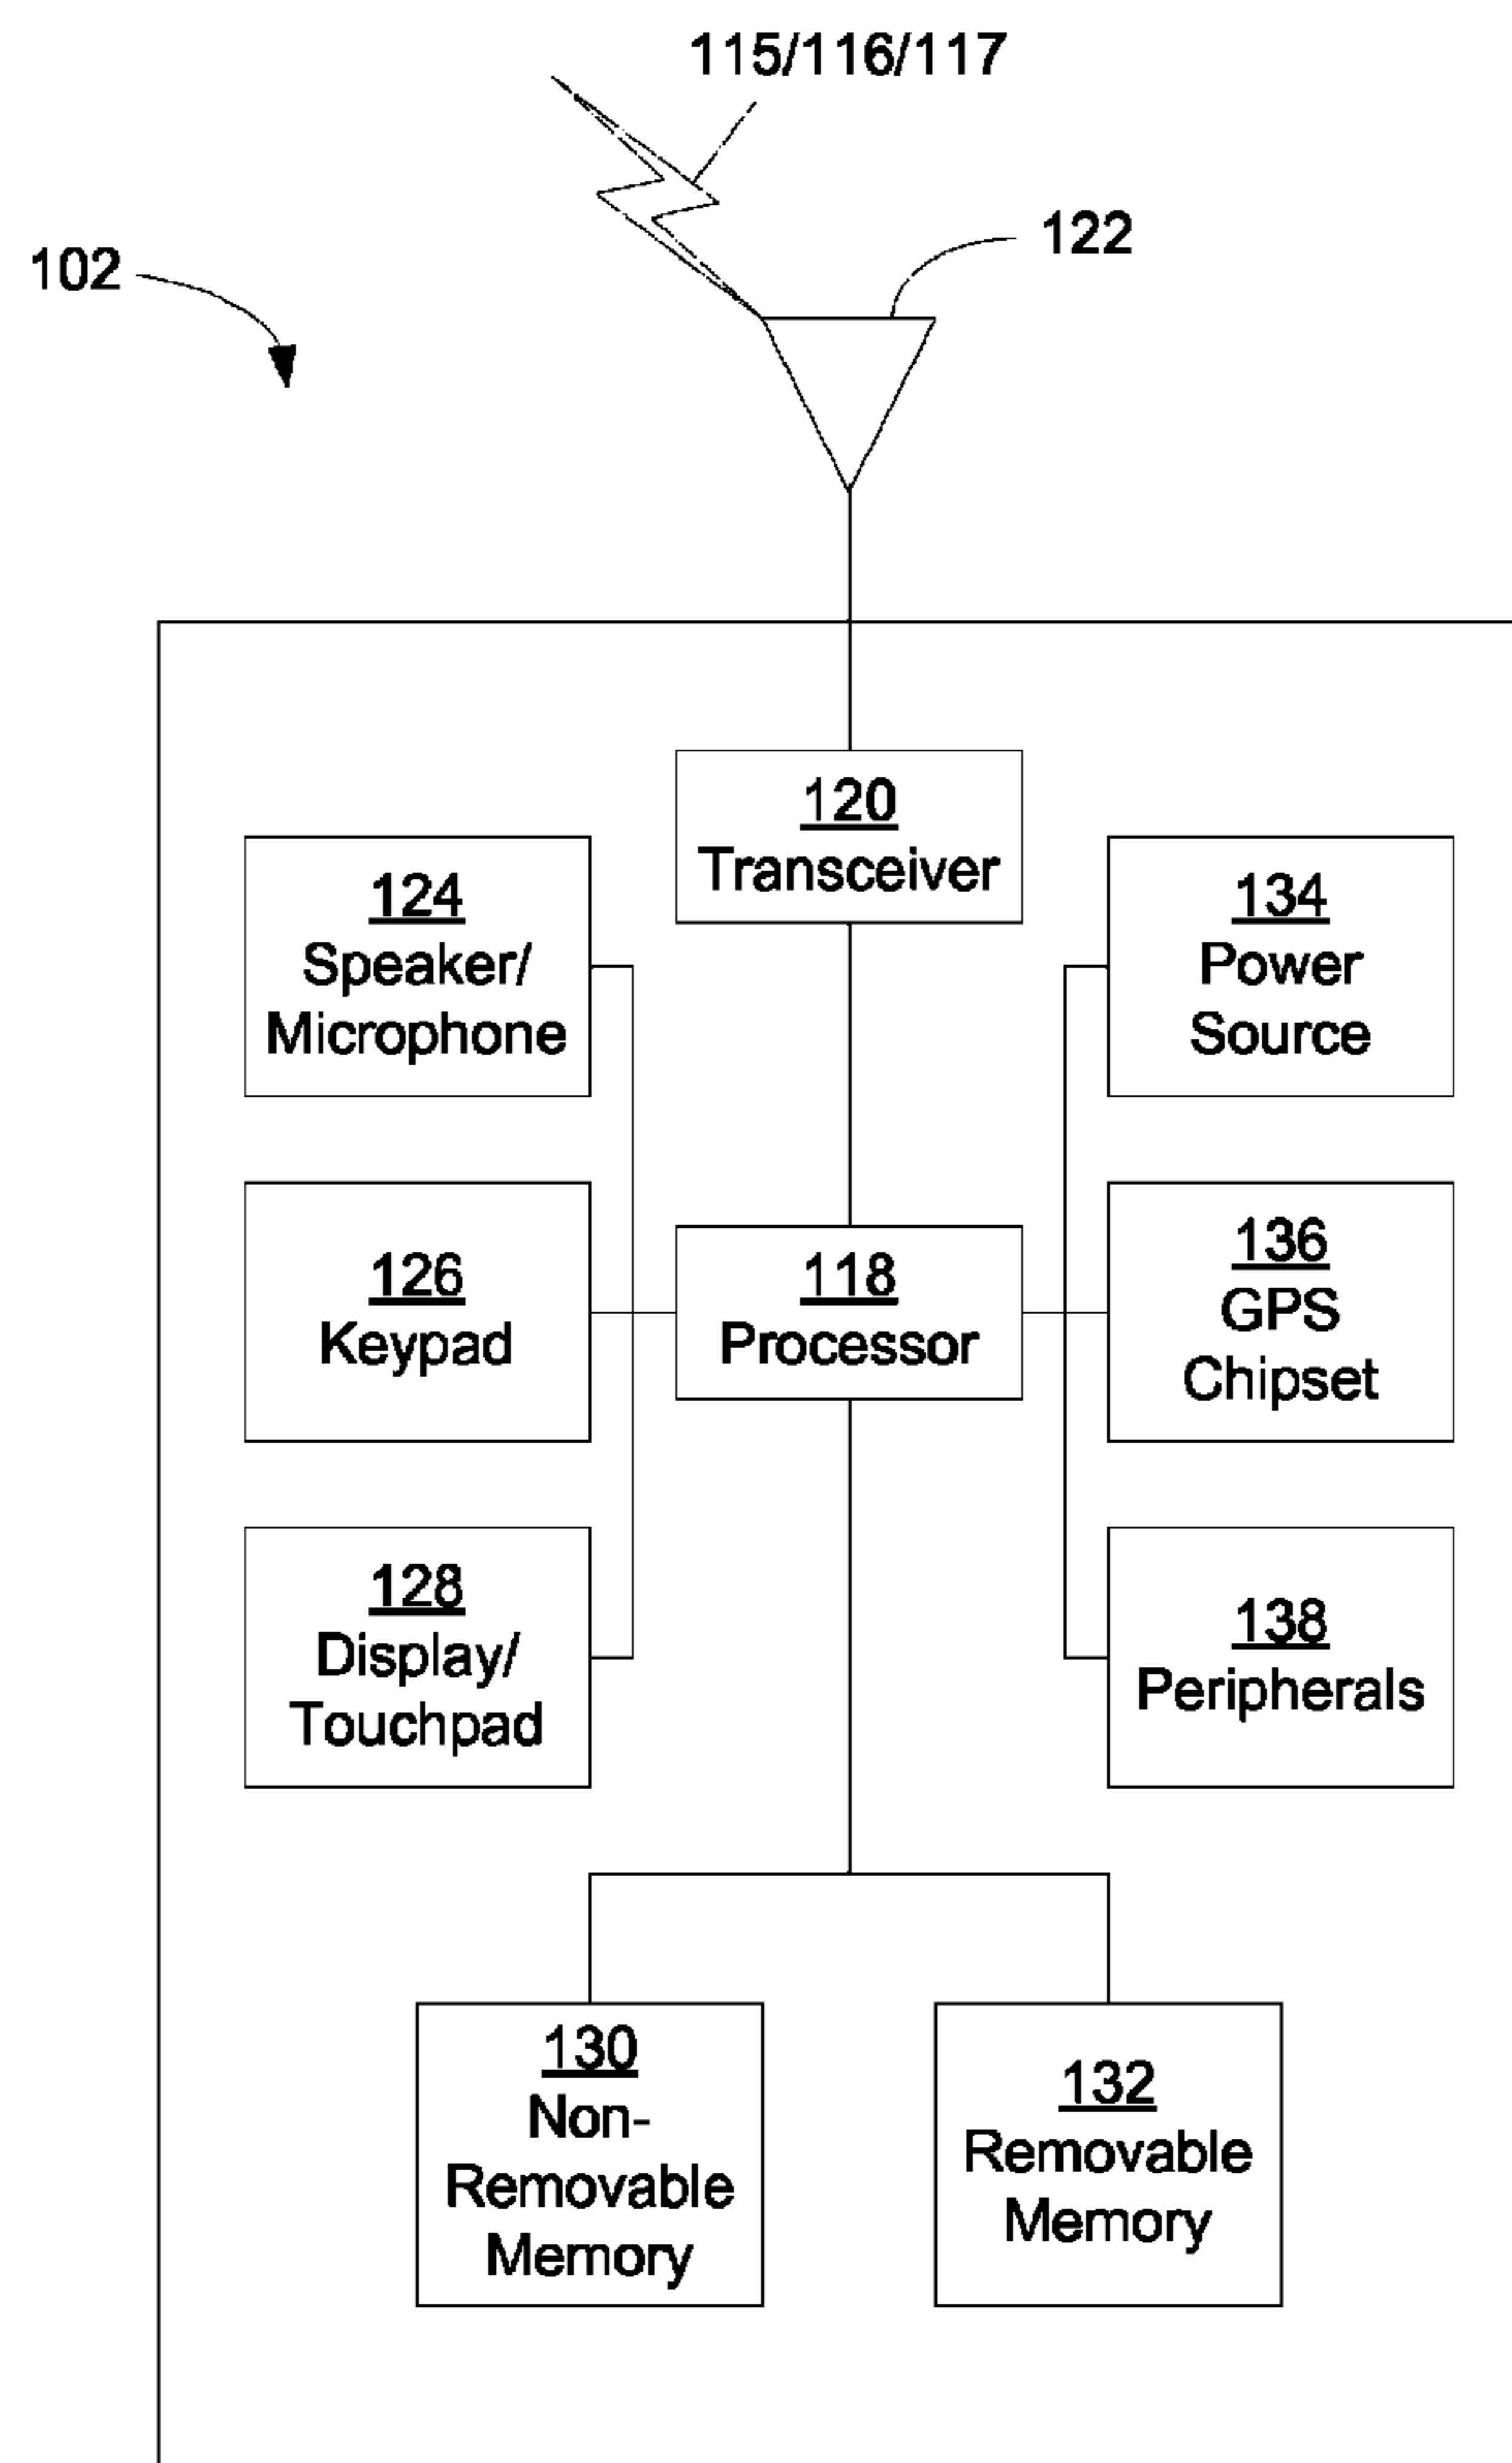 115/116/117
122
102
120
Transceiver
124
Speaker/
Microphone
134
Power
Source
126
Keypad
118
Processor
136
GPS
Chipset
128
Display/
Touchpad
138
Peripherals
130
Non-
Removable
Memory
132
Removable
Memory